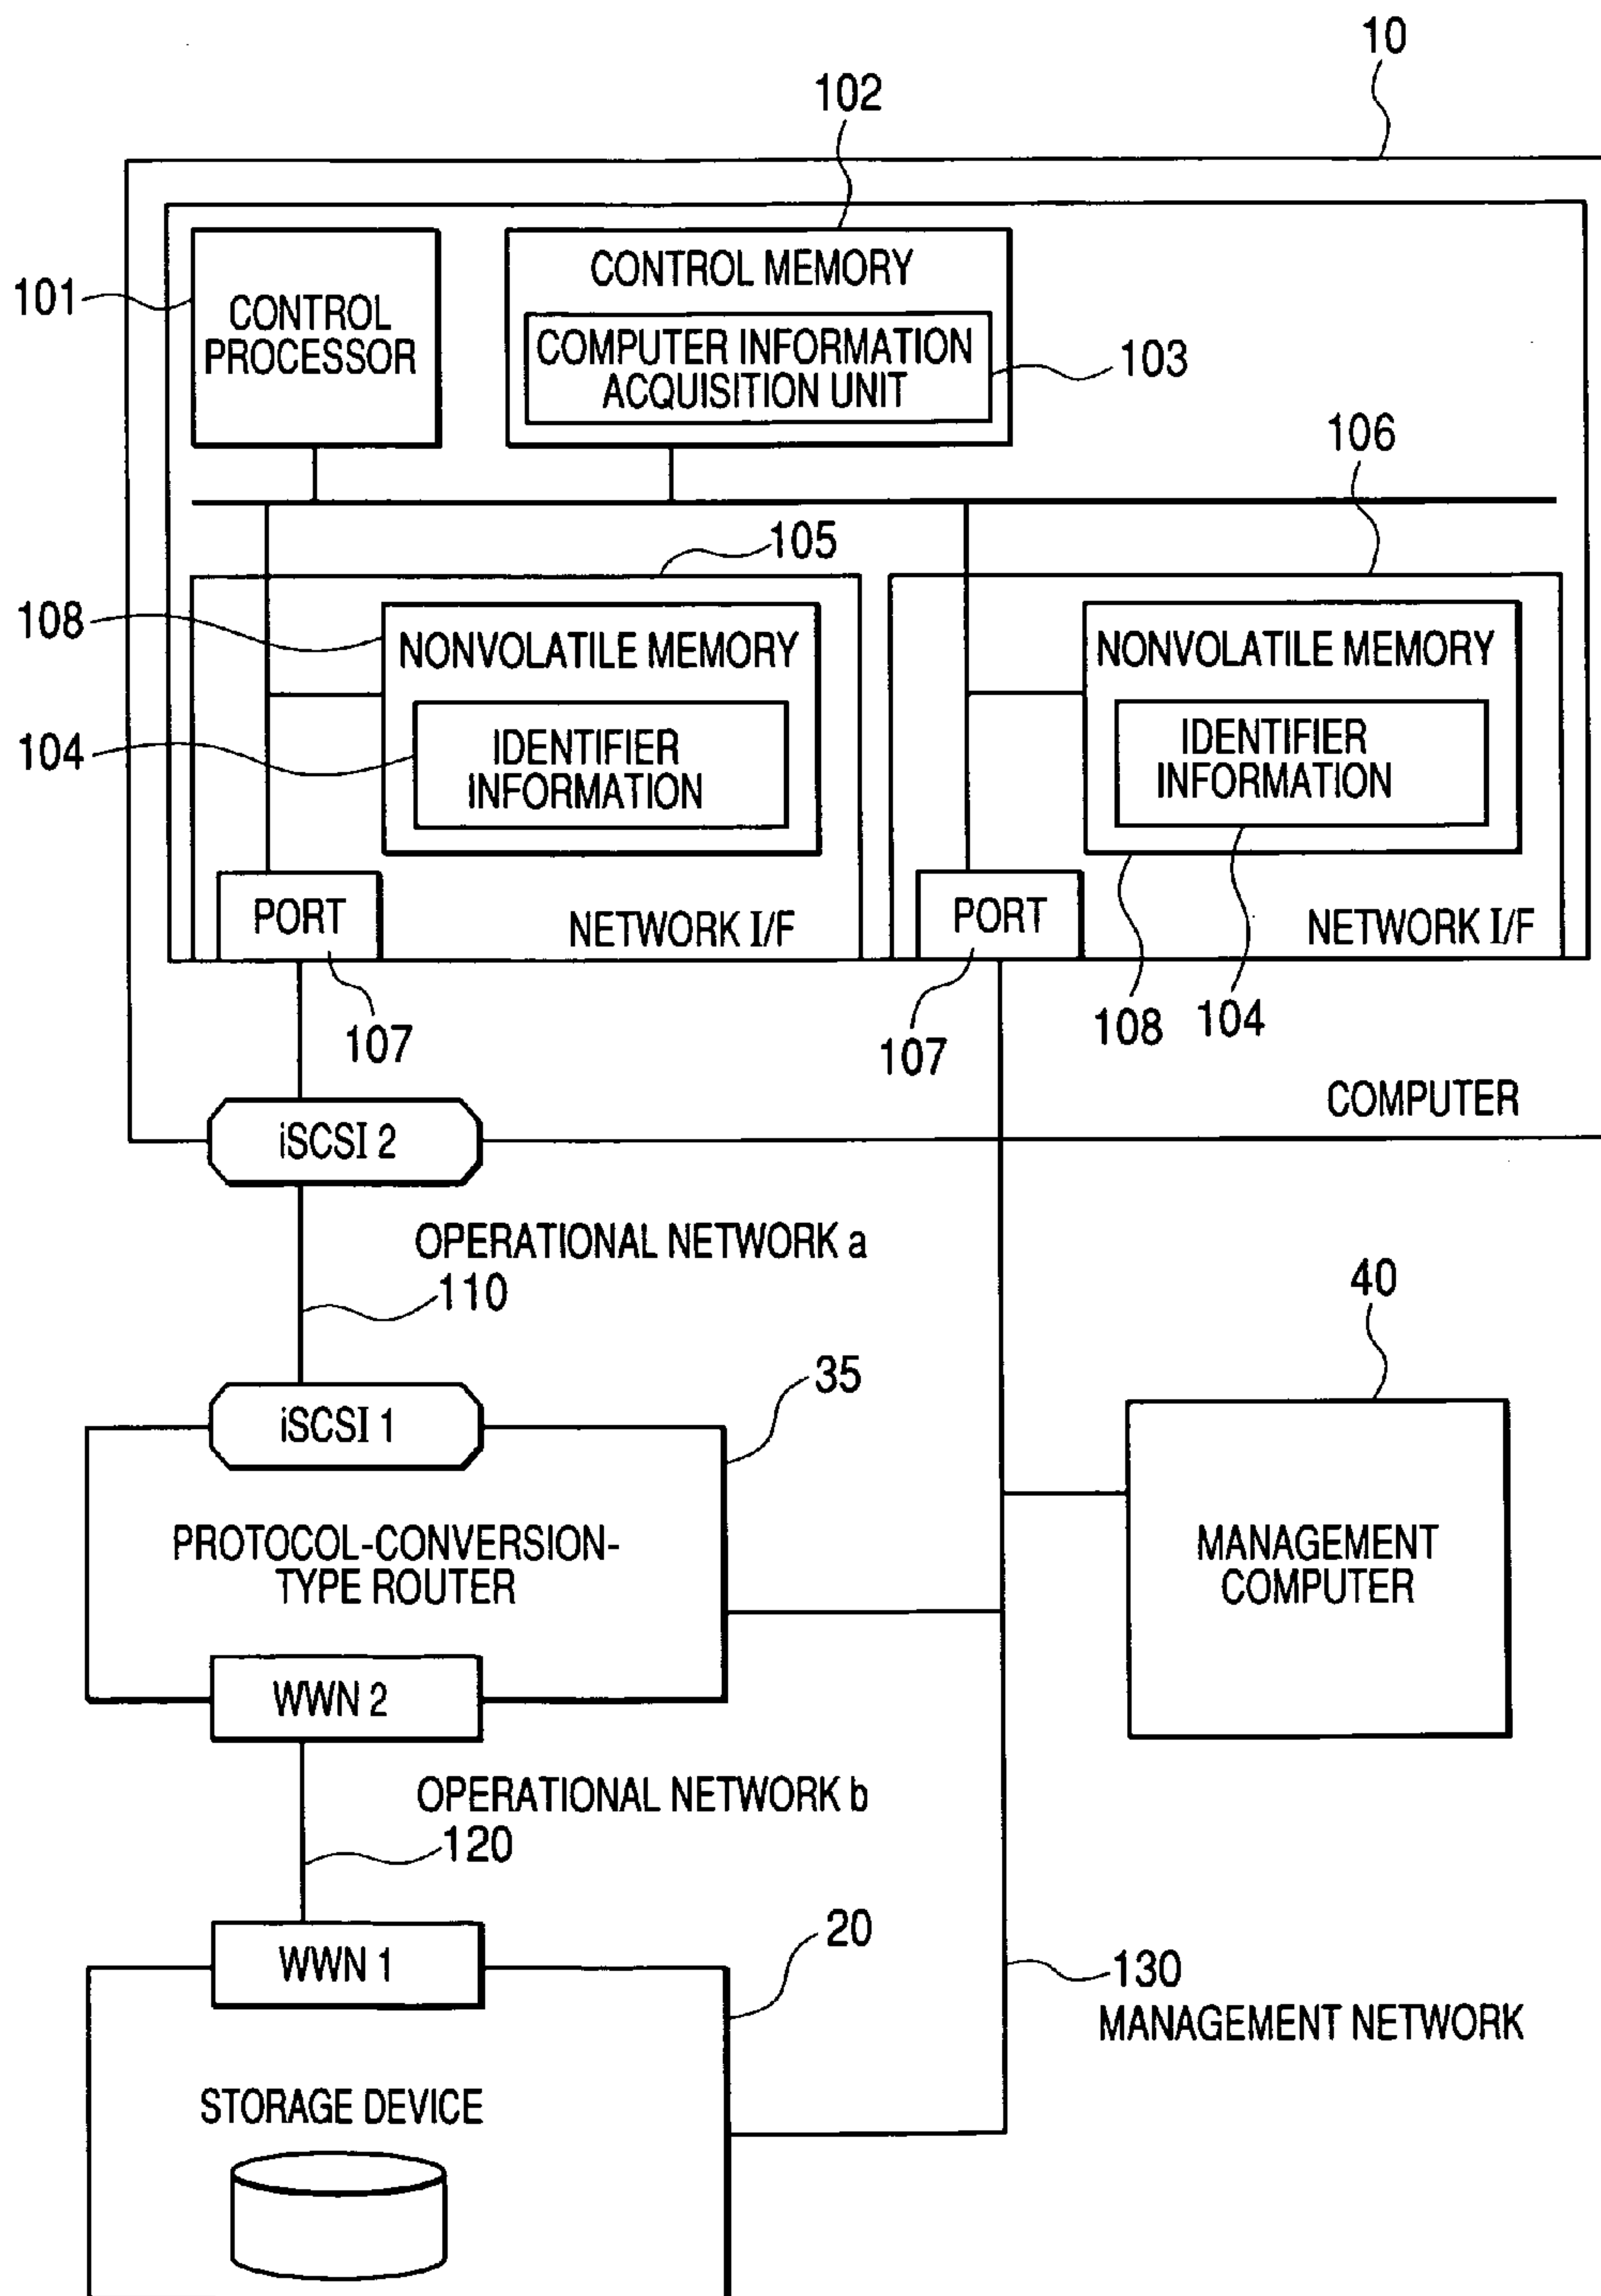 10
102
CONTROL MEMORY
101
CONTROL
PROCESSOR
COMPUTER INFORMATION
ACQUISITION UNIT
103
106
105
108
NONVOLATILE MEMORY
NONVOLATILE MEMORY
104
IDENTIFIER
INFORMATION
IDENTIFIER
INFORMATION
PORT
NETWORK I/F
PORT
NETWORK I/F
107
107
108
104
COMPUTER
iSCSI 2
OPERATIONAL NETWORK a
110
40
35
iSCSI 1
PROTOCOL-CONVERSION-
TYPE ROUTER
MANAGEMENT
COMPUTER
WWN 2
OPERATIONAL NETWORK b
120
20
WWN 1
130
MANAGEMENT NETWORK
STORAGE DEVICE